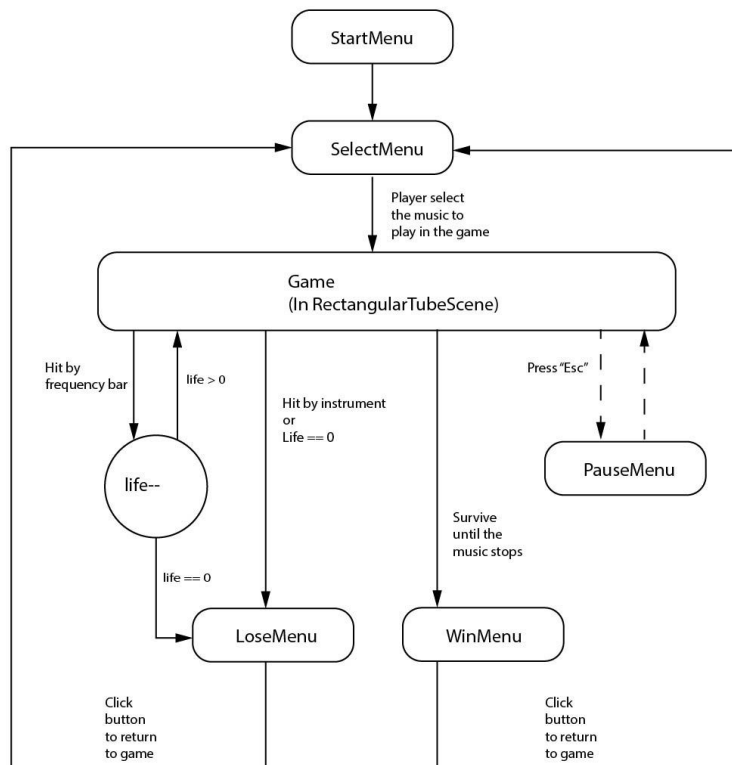 StartMenu
SelectMenu
Player select
the music to
play in the game
Game
(In RectangularTubeScene)
Hit by
frequency bar
life > 0
Hit by instrument
or
Life == 0
Press “Esc”
PauseMenu
life--
Survive
until the
music stops
life == 0
LoseMenu
WinMenu
Click
button
to return
to game
Click
button
to return
to game